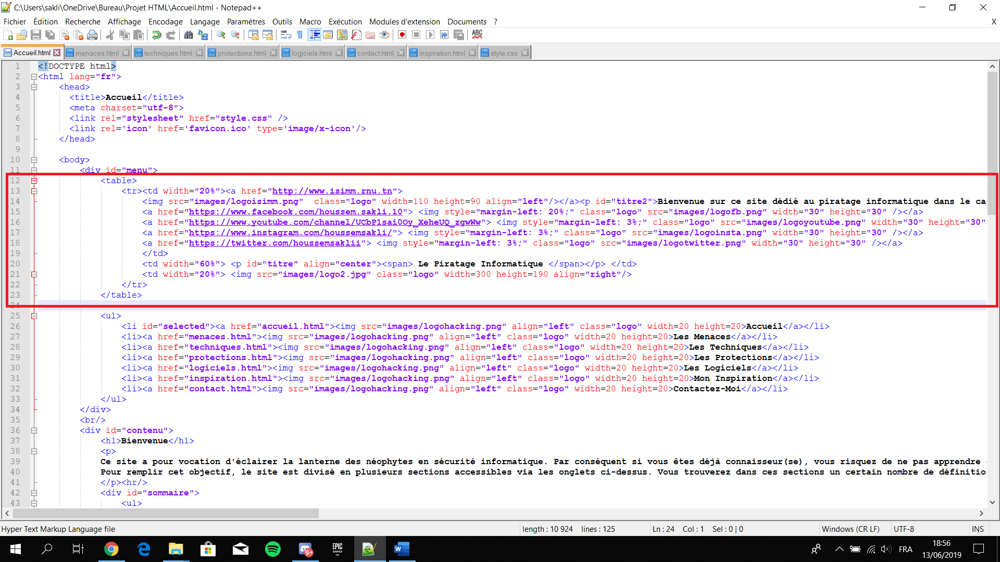 C:\Users\sakli\OneDrive\Bureau\Projet HTML\Accueil.html - Notepad++
Fichier Édition Recherche Affichage Encodage Langage Paramètres Outils Macro Exécution Modules d'extension Documents ? X
ABC
Accueil.html menaces.html techniques.html protections.html logiciels.html contact.html inspiration.html style.css
1 <!DOCTYPE html>
2 <html lang="fr">
3 <head>
4 <title>Accueil</title>
5 <meta charset="utf-8">
6 <link rel="stylesheet" href="style.css" />
7 <link rel='icon' href='favicon.ico' type='image/x-icon'/>
8 </head>
9
10 <body>
11 <div id="menu">
12 <table>
13 <tr><td width="20%"><a href="http://www.isimm.rnu.tn">
14 <img src="images/logoisimm.png"  class="logo" width=110 height=90 align="left"/></a><p id="titre2">Bienvenue sur ce site dédié au piratage informatique dans le ca
15 <a href="https://www.facebook.com/houssem.sakli.10"> <img style="margin-left: 20%;" class="logo" src="images/logofb.png" width="30" height="30" /></a>
16 <a href="https://www.youtube.com/channel/UCbP1sai0Oy_XeheUQ_zgwWw"> <img style="margin-left: 3%;" class="logo" src="images/logoyoutube.png" width="30" height="30"
17 <a href="https://www.instagram.com/houssemsakli/"> <img style="margin-left: 3%;" class="logo" src="images/logoinsta.png" width="30" height="30" /></a>
18 <a href="https://twitter.com/houssemsaklii"> <img style="margin-left: 3%;" class="logo" src="images/logotwitter.png" width="30" height="30" /></a>
19 </td>
20 <td width="60%"> <p id="titre" align="center"><span> Le Piratage Informatique </span></p> </td>
21 <td width="20%"> <img src="images/logo2.jpg" class="logo" width=300 height=190 align="right"/>
22 </tr>
23 </table>
24
25 <ul>
26 <li id="selected"><a href="accueil.html"><img src="images/logohacking.png" align="left" class="logo" width=20 height=20>Accueil</a></li>
27 <li><a href="menaces.html"><img src="images/logohacking.png" align="left" class="logo" width=20 height=20>Les Menaces</a></li>
28 <li><a href="techniques.html"><img src="images/logohacking.png" align="left" class="logo" width=20 height=20>Les Techniques</a></li>
29 <li><a href="protections.html"><img src="images/logohacking.png" align="left" class="logo" width=20 height=20>Les Protections</a></li>
30 <li><a href="logiciels.html"><img src="images/logohacking.png" align="left" class="logo" width=20 height=20>Les Logiciels</a></li>
31 <li><a href="inspiration.html"><img src="images/logohacking.png" align="left" class="logo" width=20 height=20>Mon Inspiration</a></li>
32 <li><a href="contact.html"><img src="images/logohacking.png" align="left" class="logo" width=20 height=20>Contactez-Moi</a></li>
33 </ul>
34 </div>
35 <br/>
36 <div id="contenu">
37 <h1>Bienvenue</h1>
38 <p>
39 Ce site a pour vocation d'éclairer la lanterne des néophytes en sécurité informatique. Par conséquent si vous êtes déjà connaisseur(se), vous risquez de ne pas apprendre
40 Pour remplir cet objectif, le site est divisé en plusieurs sections accessibles via les onglets ci-dessus. Vous trouverez dans ces sections un certain nombre de définitio
41 </p><hr/>
42 <div id="sommaire">
43 <ul>
Hyper Text Markup Language file length : 10 924 lines : 125 Ln : 24 Col : 1 Sel : 0 | 0 Windows (CR LF) UTF-8 INS
9+ EPIC GAMES W FRA 18:56
13/06/2019